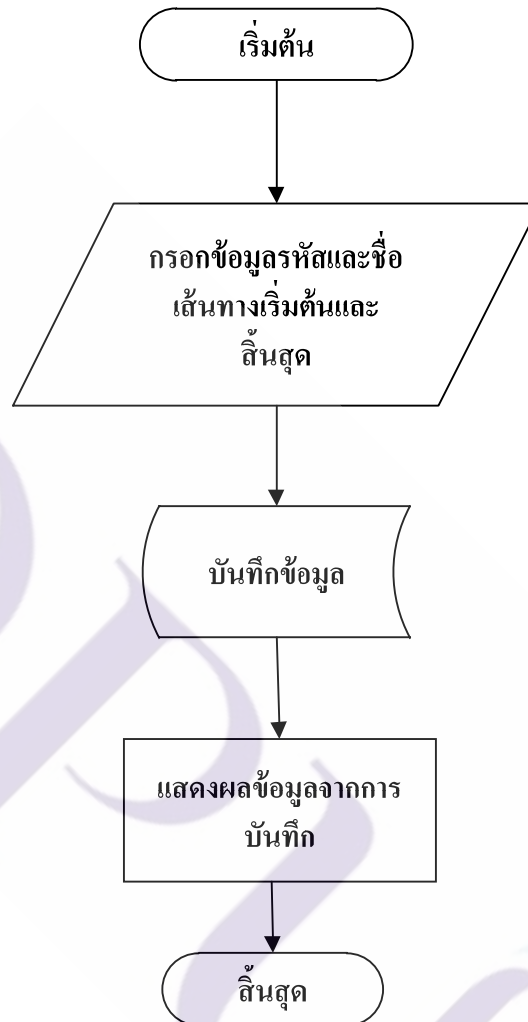 เริ่มต้น
กรอกข้อมูลรหัสและชื่อ
เส้นทางเริ่มต้นและ
สิ้นสุด
บันทึกข้อมูล
แสดงผลข้อมูลจากการ
บันทึก
สิ้นสุด